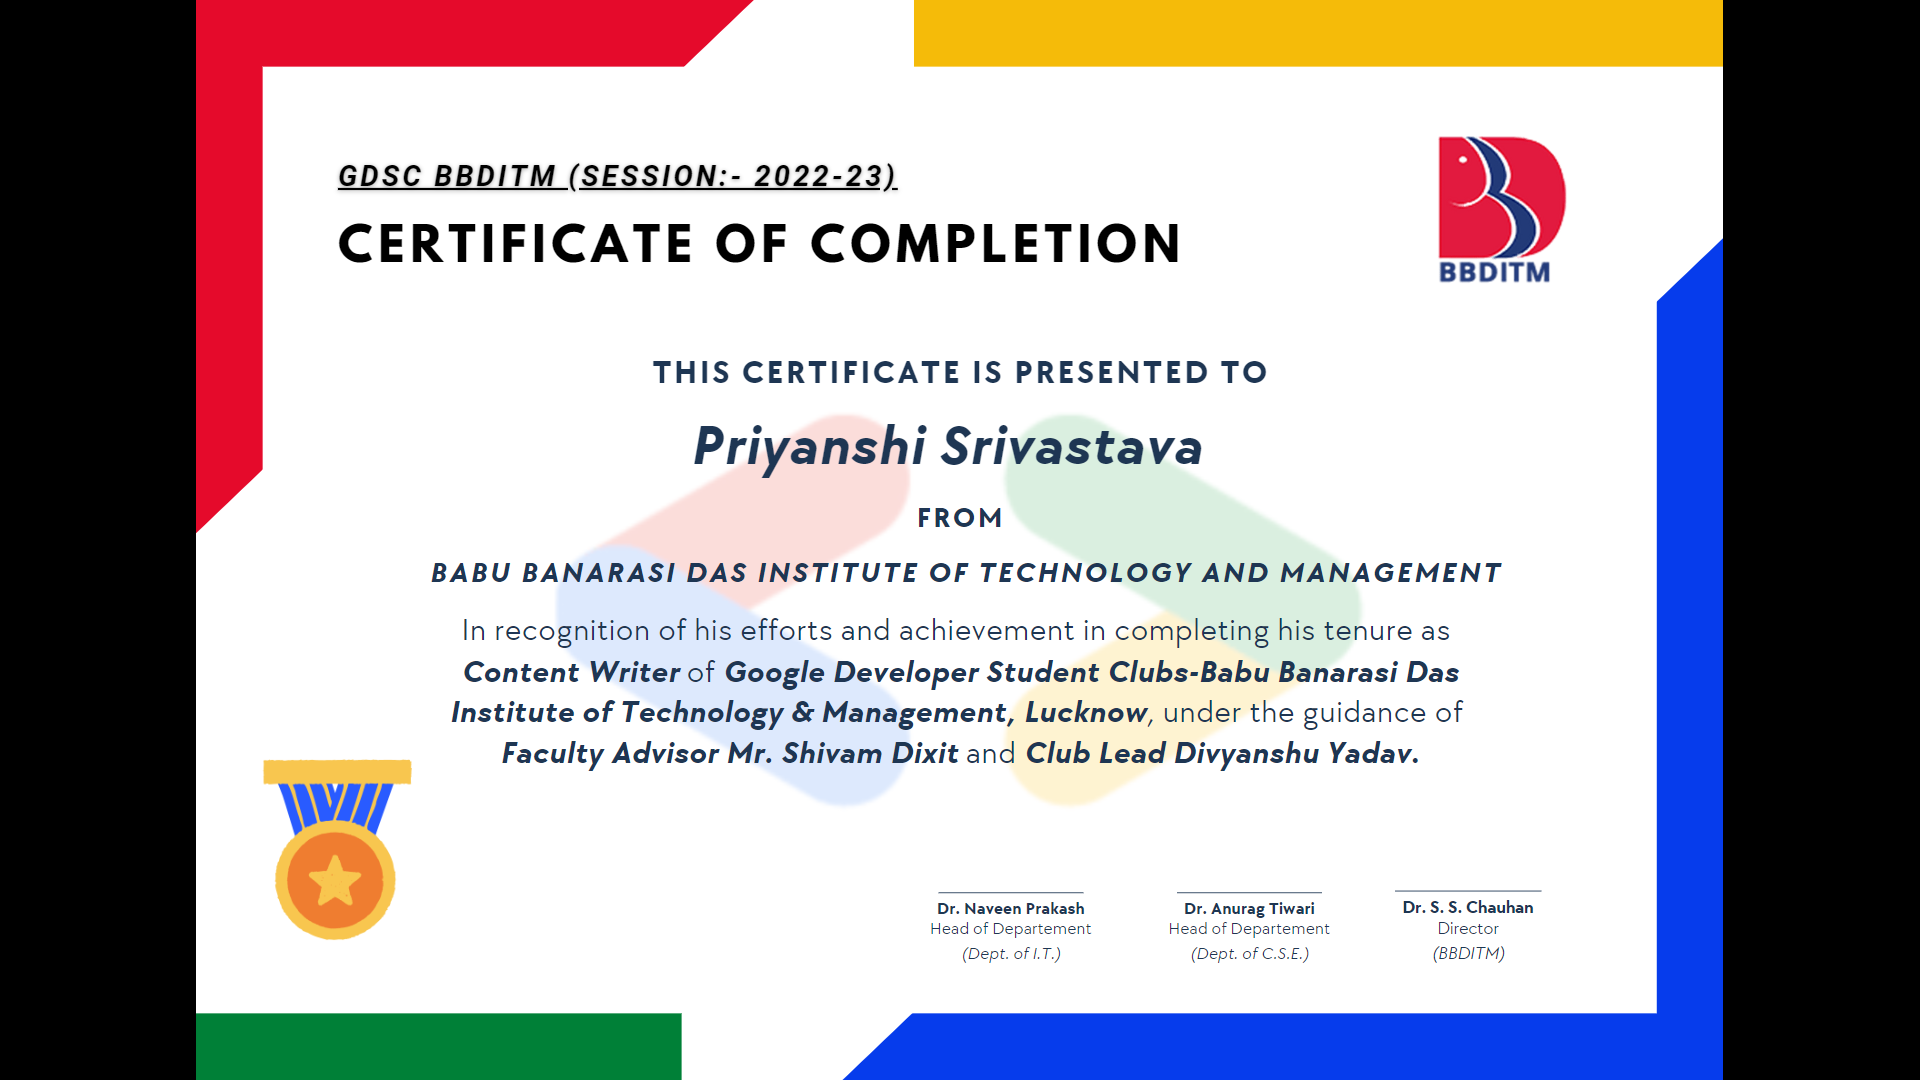 GDSC BBDITM (SESSION:- 2022-23)
CERTIFICATE OF COMPLETION
BBDITM
THIS CERTIFICATE IS PRESENTED TO
Priyanshi Srivastava
FROM
BABU BANARASI DAS INSTITUTE OF TECHNOLOGY AND MANAGEMENT
In recognition of his efforts and achievement in completing his tenure as
Content Writer of Google Developer Student Clubs-Babu Banarasi Das
Institute of Technology & Management, Lucknow, under the guidance of
Faculty Advisor Mr. Shivam Dixit and Club Lead Divyanshu Yadav.
Dr. Naveen Prakash
Head of Departement
(Dept. of I.T.)
Dr. Anurag Tiwari
Head of Departement
(Dept. of C.S.E.)
Dr. S. S. Chauhan
Director
(BBDITM)